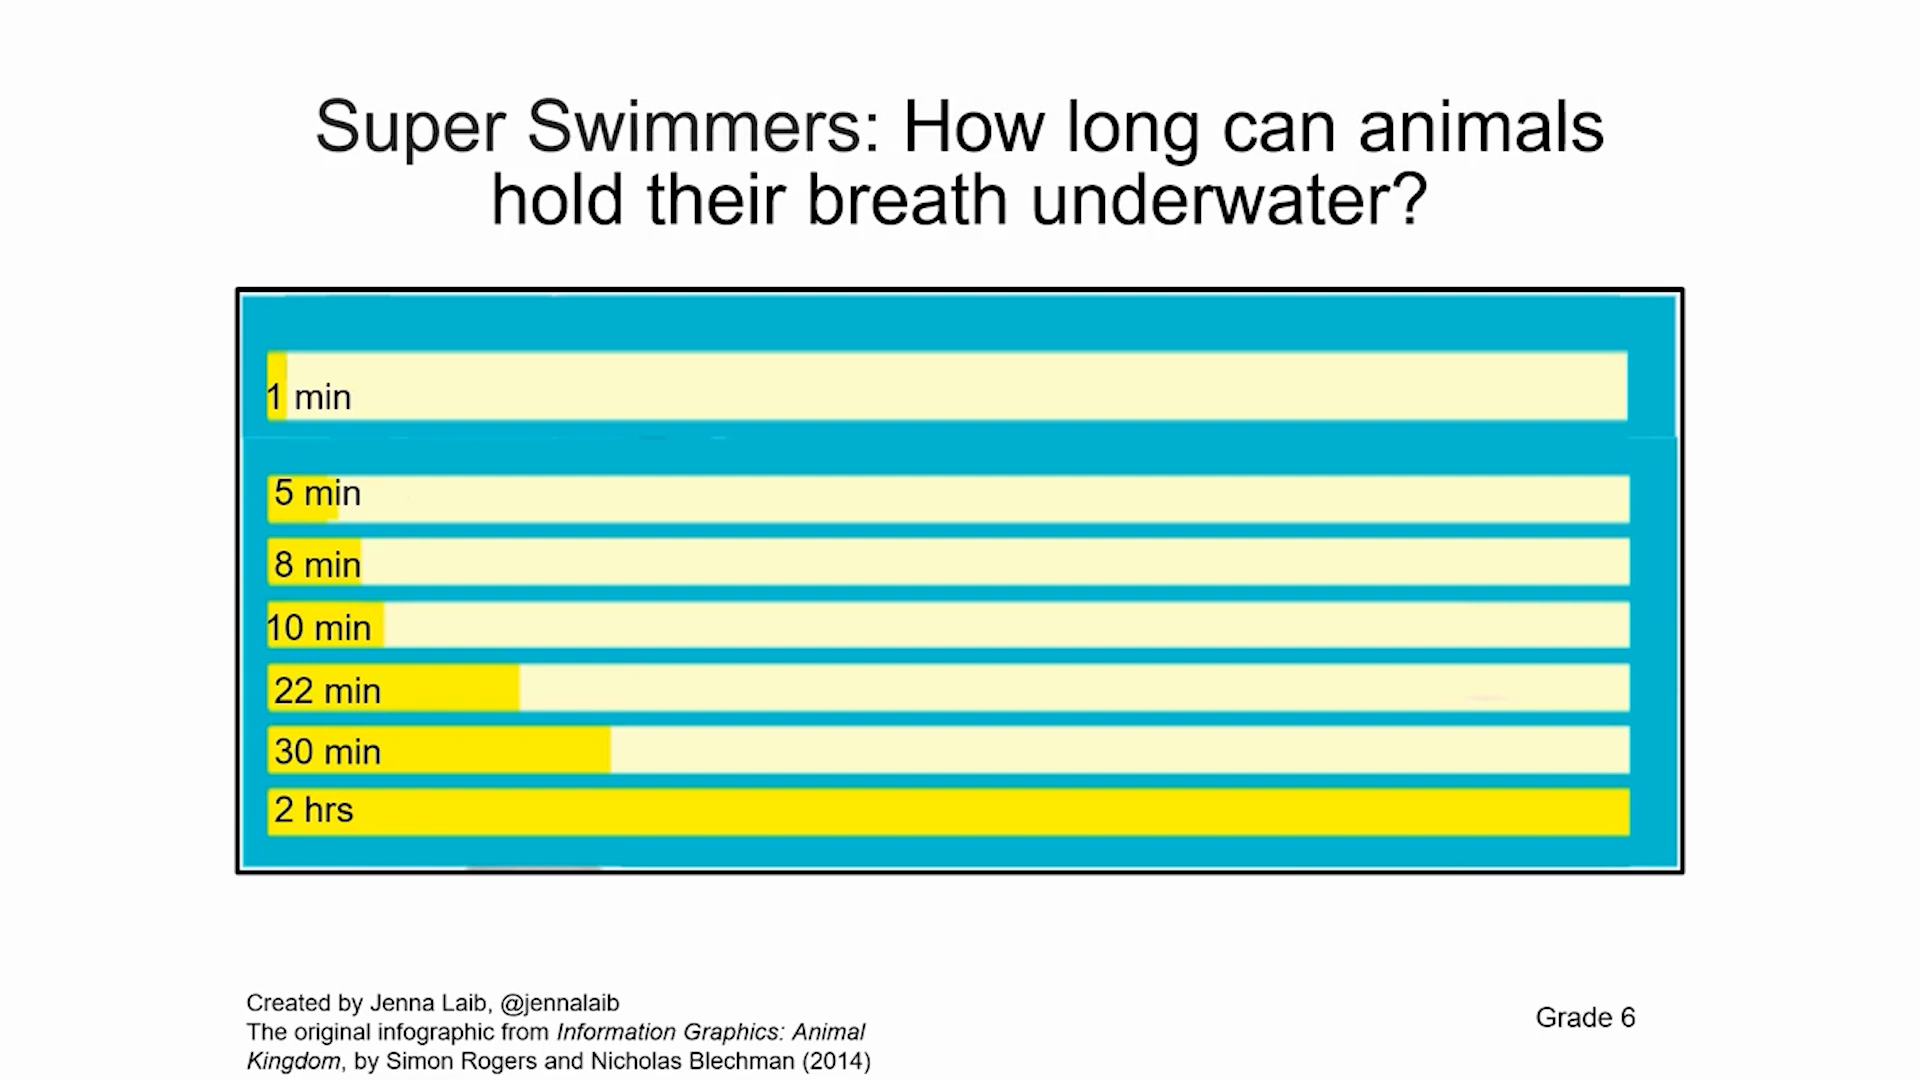 Super Swimmers: How long can animals
hold their breath underwater?
1 min
5 min
8 min
10 min
22 min
30 min
2 hrs
Created by Jenna Laib, @jennalaib
The original infographic from Information Graphics: Animal
Kingdom, by Simon Rogers and Nicholas Blechman (2014)
Grade 6